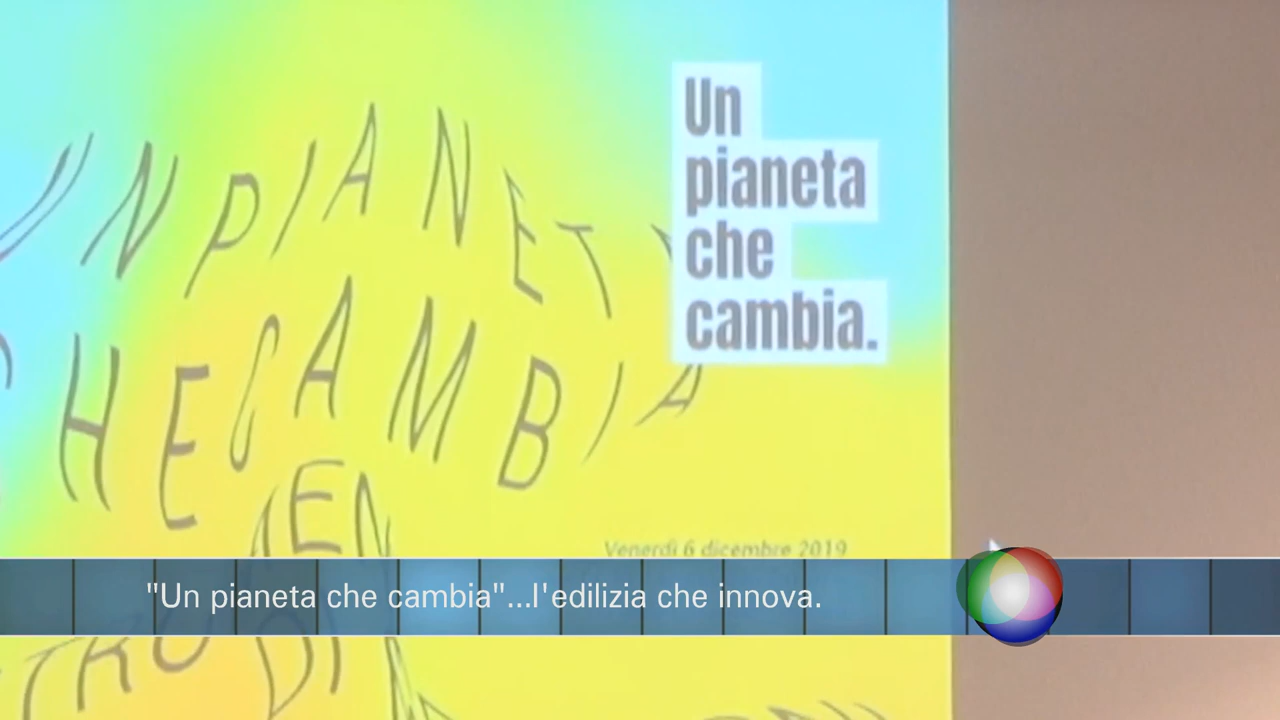 Un
pianeta
che
cambia.
UN PIANET
CHE CAMBIA
Venerdì 6 dicembre 2019
"Un pianeta che cambia"...l'edilizia che innova.
DI